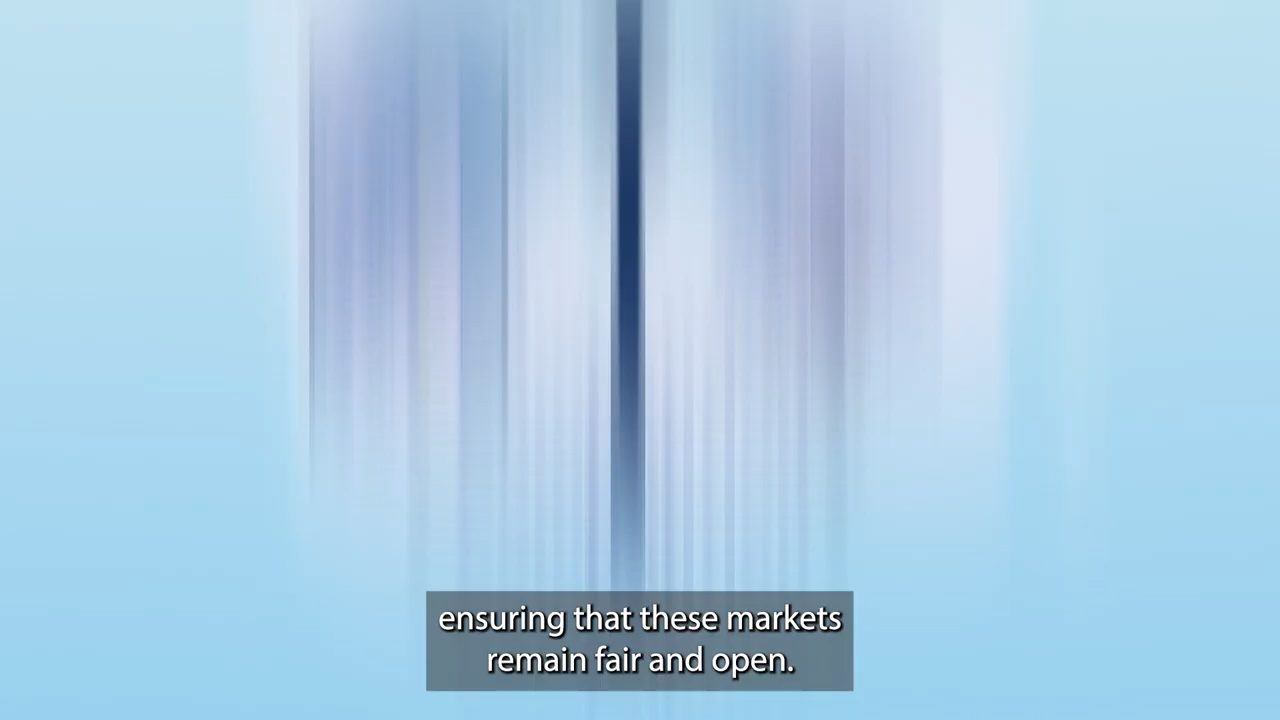 ensuring that these markets
remain fair and open.